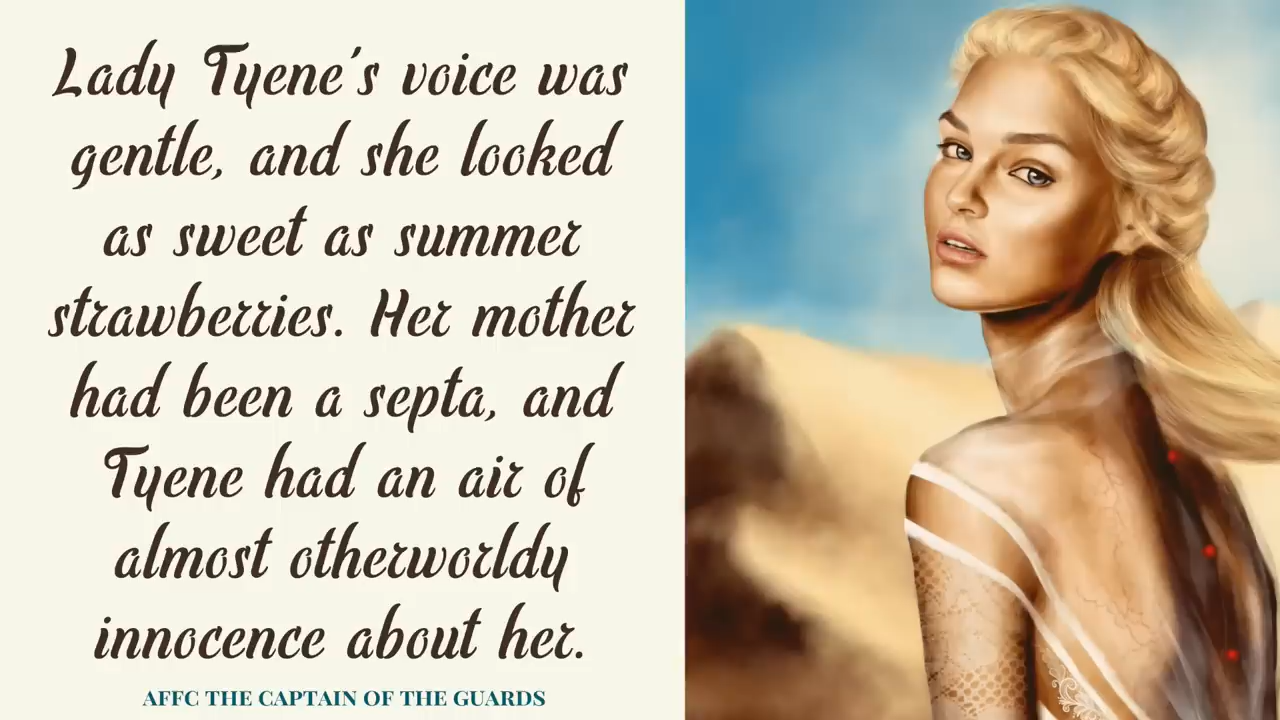 Lady Tyene's voice was
gentle, and she looked
as sweet as summer
strawberries. Her mother
had been a septa, and
Tyene had an air of
almost otherworldy
innocence about her.
AFFC THE CAPTAIN OF THE GUARDS